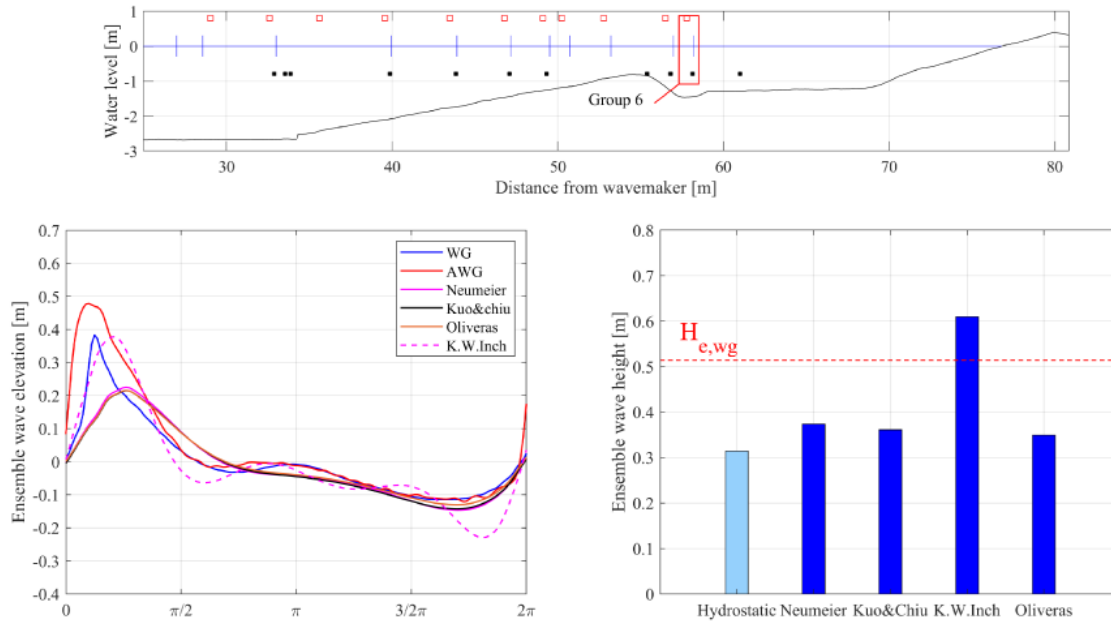 Water level [m]
1
0
-1
-2
-3
Group 6
30
40
50
60
70
80
Distance from wavemaker [m]
Ensemble wave elevation [m]
0.7
0.6
0.5
0.4
0.3
0.2
0.1
0
-0.1
-0.2
-0.3
-0.4
WG
AWG
Neumeier
Kuo&chiu
Oliveras
K.W.Inch
0
π/2
π
3/2π
2π
Ensemble wave height [m]
0.8
0.7
0.6
0.5
0.4
0.3
0.2
0.1
0
He,wg
Hydrostatic
Neumeier
Kuo&Chiu
K.W.Inch
Oliveras